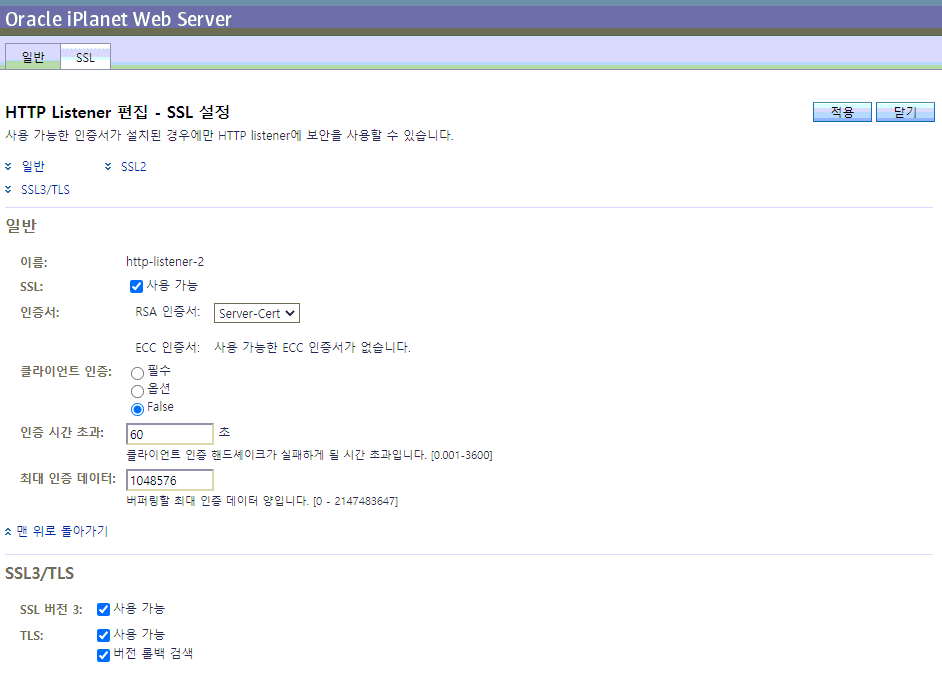 Oracle iPlanet Web Server
일반 SSL
HTTP Listener 편집 - SSL 설정 적용 닫기
사용 가능한 인증서가 설치된 경우에만 HTTP listener에 보안을 사용할 수 있습니다.
일반 SSL2
SSL3/TLS
일반
이름: http-listener-2
SSL: 사용 가능
인증서: RSA 인증서: Server-Cert
ECC 인증서: 사용 가능한 ECC 인증서가 없습니다.
클라이언트 인증: 필수
옵션
False
인증 시간 초과: 60 초
클라이언트 인증 핸드셰이크가 실패하게 될 시간 초과입니다. [0.001-3600]
최대 인증 데이터: 1048576
버퍼링할 최대 인증 데이터 양입니다. [0 - 2147483647]
맨 위로 돌아가기
SSL3/TLS
SSL 버전 3: 사용 가능
TLS: 사용 가능
버전 롤백 검색